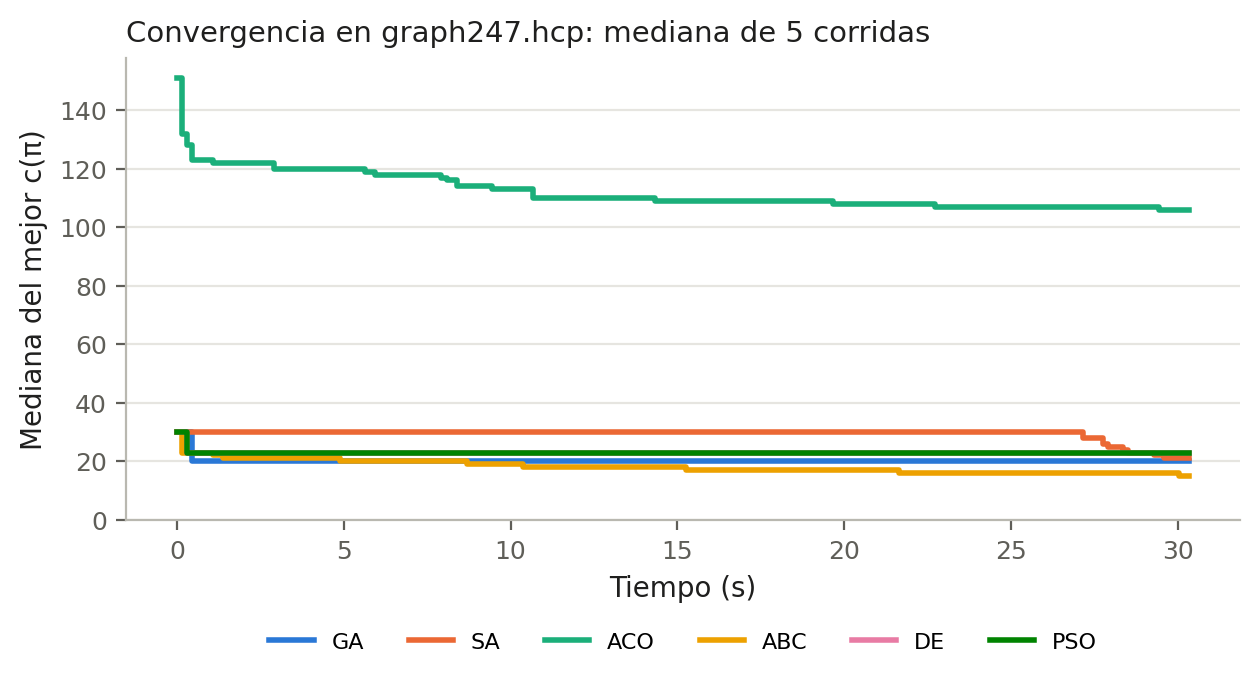 Convergencia en graph247.hcp: mediana de 5 corridas
Mediana del mejor c(π)
140
120
100
80
60
40
20
0
0 5 10 15 20 25 30
Tiempo (s)
GA SA ACO ABC DE PSO